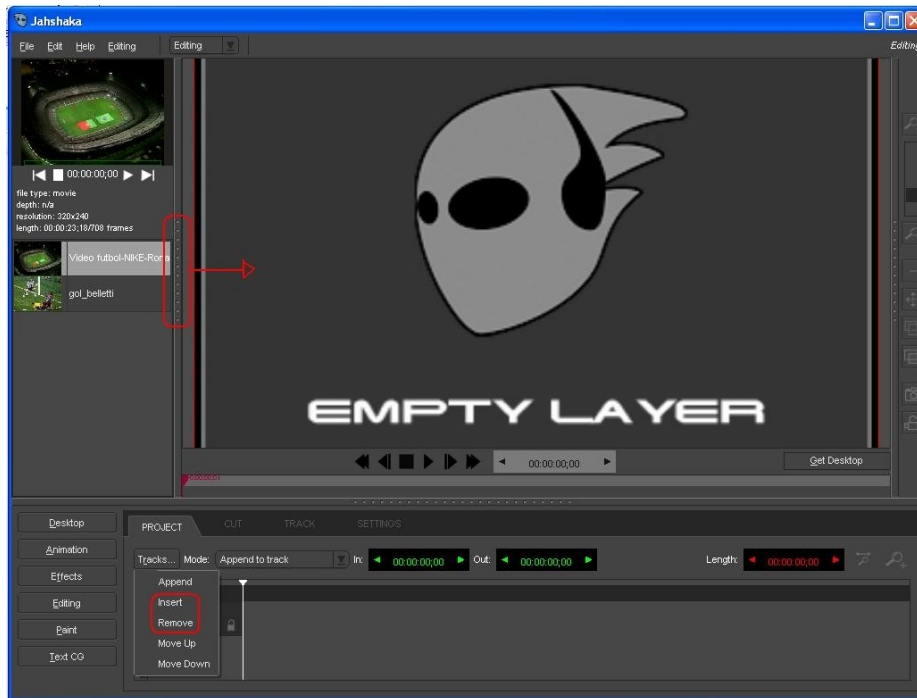 Jahshaka
File Edit Help Editing Editing Editing
00:00:00;00
file type: movie
depth: n/a
resolution: 320x240
length: 00:00:23;18/708 frames
Video futbol-NIKE-Rona
gol_belletti
EMPTY LAYER
00:00:00;00
Get Desktop
Desktop
Animation
Effects
Editing
Paint
Text CG
PROJECT CUT TRACK SETTINGS
Tracks... Mode: Append to track In: 00:00:00;00 Out: 00:00:00;00 Length: 00:00:00;00
Append
Insert
Remove
Move Up
Move Down